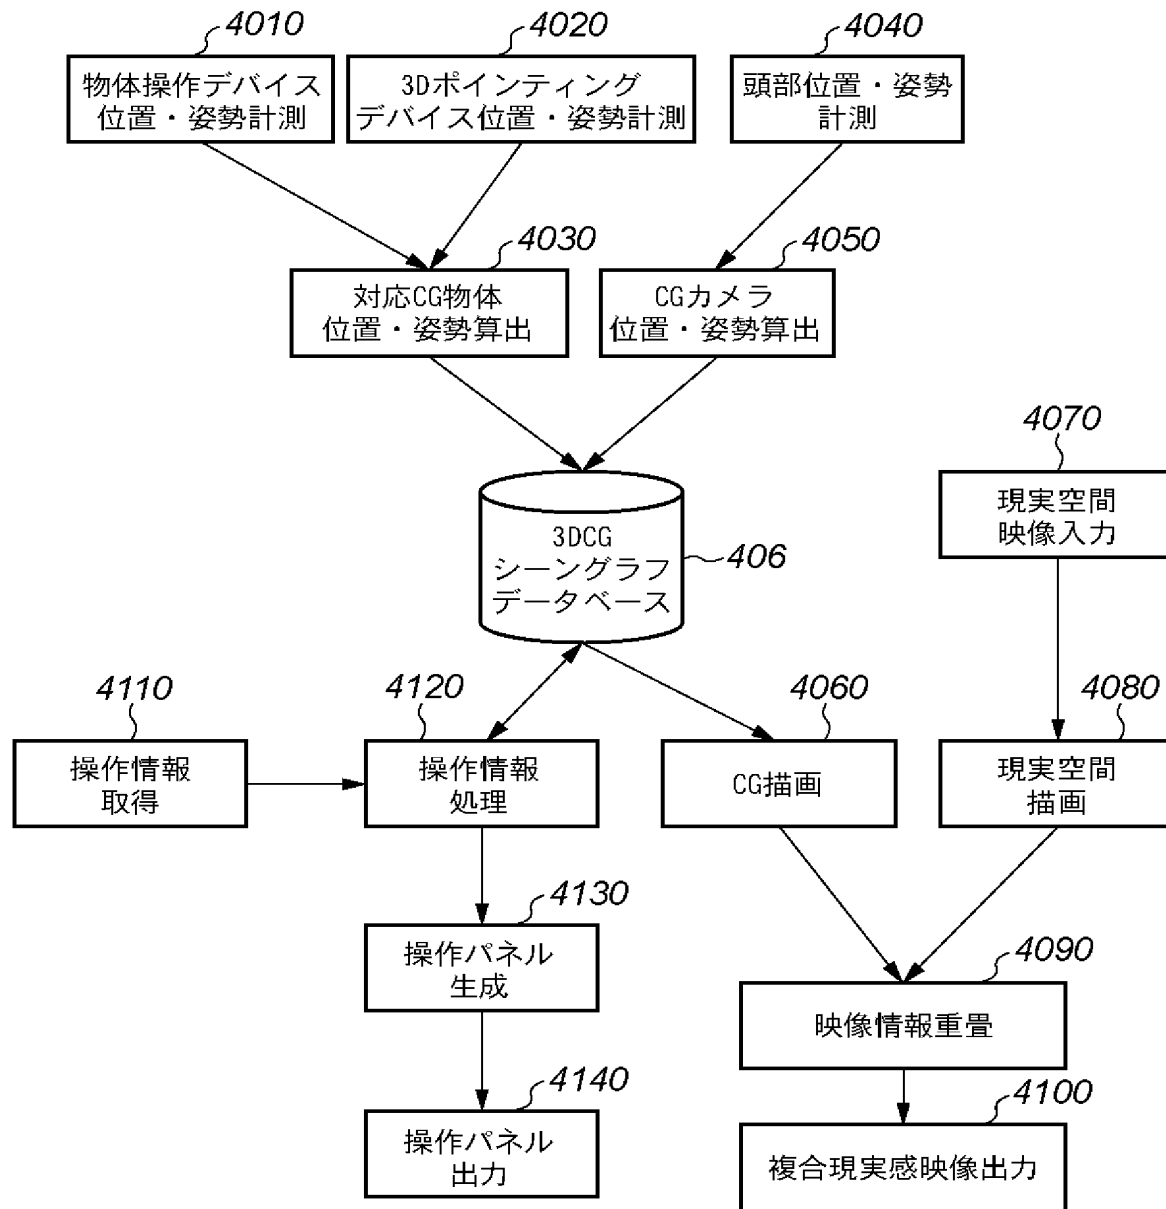 4010
4020
4040
物体操作デバイス
位置・姿勢計測
3Dポインティング
デバイス位置・姿勢計測
頭部位置・姿勢
計測
4030
4050
対応CG物体
位置・姿勢算出
CGカメラ
位置・姿勢算出
4070
現実空間
映像入力
3DCG
シーングラフ
データベース
406
4110
4120
4060
4080
操作情報
取得
操作情報
処理
CG描画
現実空間
描画
4130
操作パネル
生成
4090
映像情報重畳
4140
操作パネル
出力
4100
複合現実感映像出力